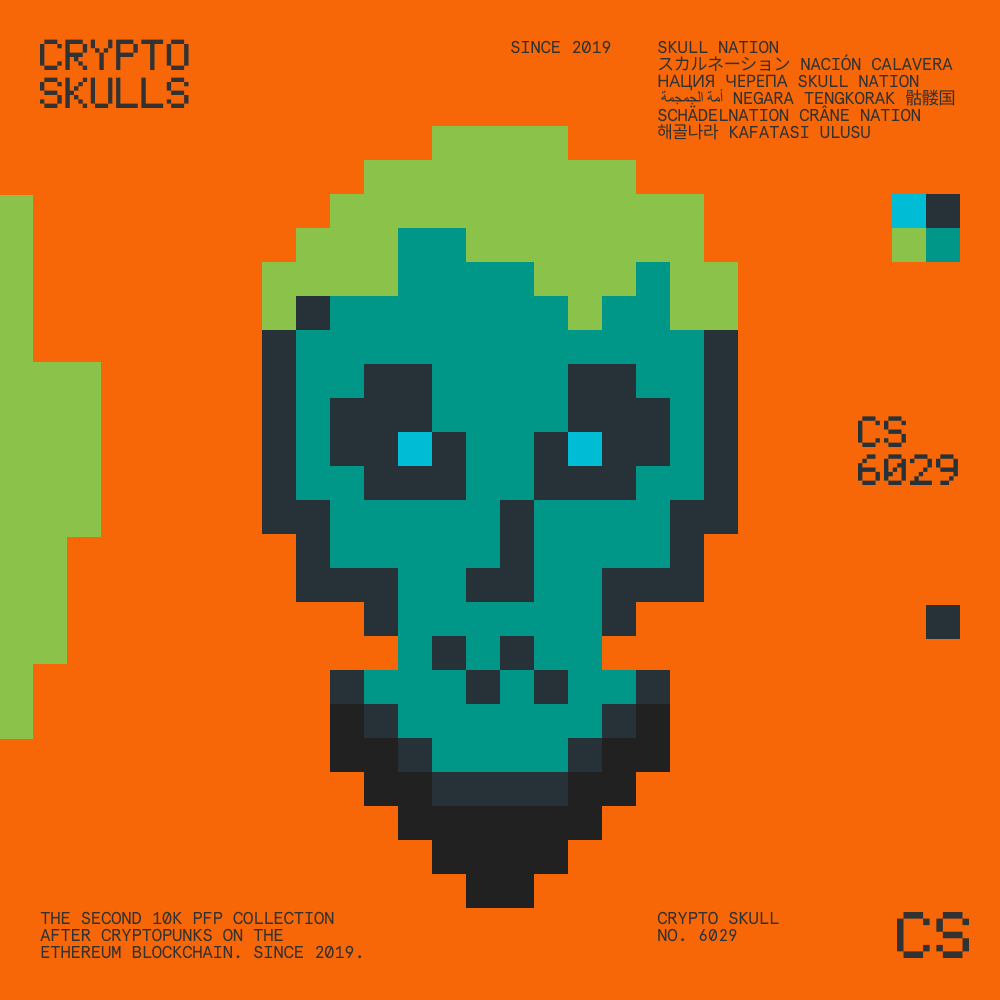 CRYPTO
SKULLS
SINCE 2019
SKULL NATION
スカルネーション NACIÓN CALAVERA
НАЦИЯ ЧЕРЕПА SKULL NATION
أمة الجمجمة NEGARA TENGKORAK 骷髅国
SCHÄDELNATION CRÂNE NATION
해골나라 KAFATASI ULUSU
CS
6029
THE SECOND 10K PFP COLLECTION
AFTER CRYPTOPUNKS ON THE
ETHEREUM BLOCKCHAIN. SINCE 2019.
CRYPTO SKULL
NO. 6029
CS